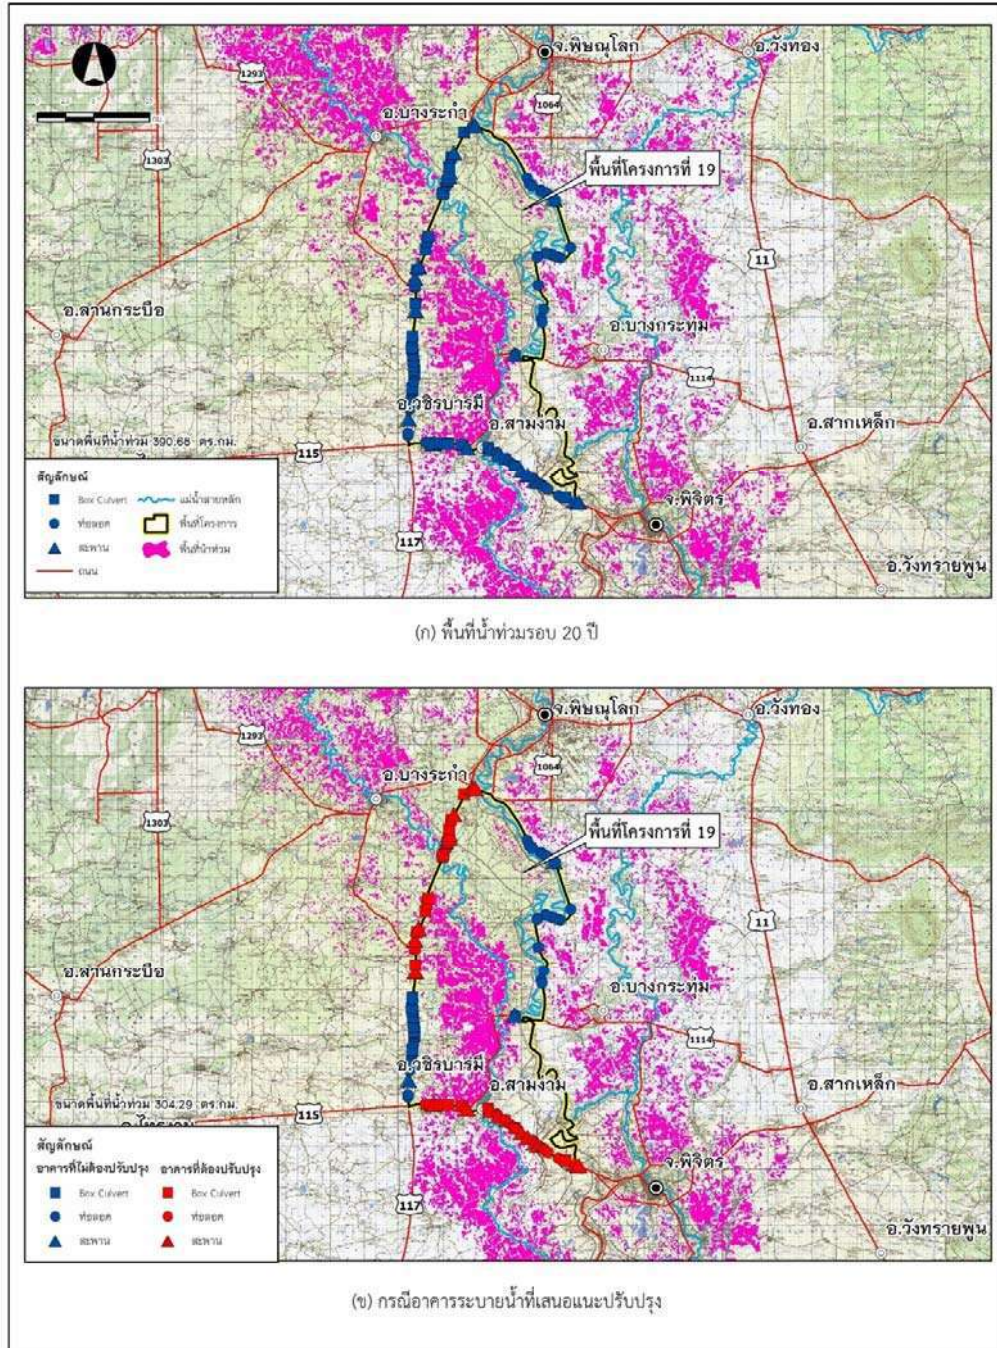 จ.พิษณุโลก
อ.วังทอง
1293
1064
อ.บางระกำ
1303
พื้นที่โครงการที่ 19
11
อ.ลานกระบือ
อ.บางกระทุ่ม
1114
อ.วชิรบารมี
อ.สามง่าม
อ.สากเหล็ก
ขนาดพื้นที่น้ำท่วม 390.68 ตร.กม.
115
จ.พิจิตร
117
อ.วังทรายพูน
สัญลักษณ์
Box Culvert
แม่น้ำสายหลัก
ท่อลอด
พื้นที่โครงการ
สะพาน
พื้นที่น้ำท่วม
ถนน
(ก) พื้นที่น้ำท่วมรอบ 20 ปี
จ.พิษณุโลก
อ.วังทอง
1293
1064
อ.บางระกำ
1303
พื้นที่โครงการที่ 19
11
อ.ลานกระบือ
อ.บางกระทุ่ม
1114
อ.วชิรบารมี
อ.สามง่าม
อ.สากเหล็ก
ขนาดพื้นที่น้ำท่วม 304.29 ตร.กม.
115
อ.ไทรงาม
จ.พิจิตร
117
อ.วังทรายพูน
สัญลักษณ์
อาคารที่ไม่ต้องปรับปรุง อาคารที่ต้องปรับปรุง
Box Culvert Box Culvert
ท่อลอด ท่อลอด
สะพาน สะพาน
(ข) กรณีอาคารระบายน้ำที่เสนอแนะปรับปรุง